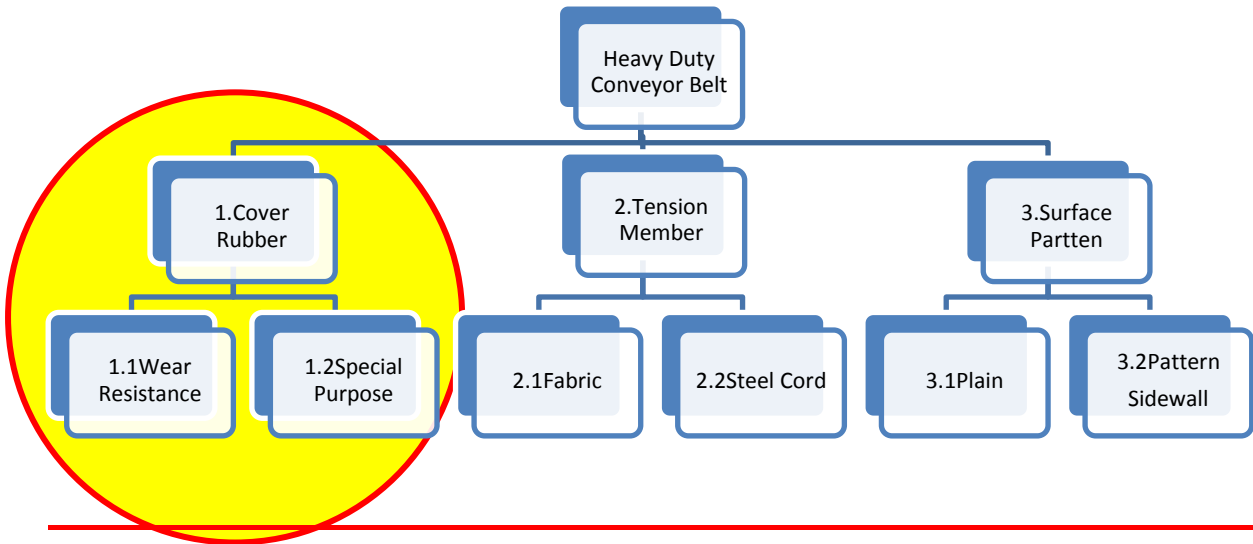 Heavy Duty
Conveyor Belt
1.Cover
Rubber
2.Tension
Member
3.Surface
Partten
1.1Wear
Resistance
1.2Special
Purpose
2.1Fabric
2.2Steel Cord
3.1Plain
3.2Pattern
Sidewall